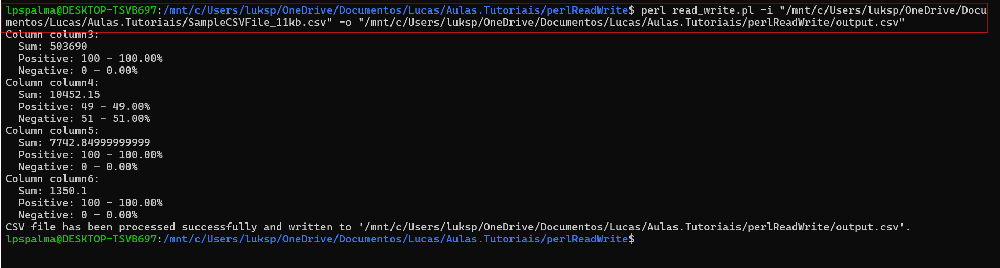 lpspalma@DESKTOP-TSVB697:/mnt/c/Users/luksp/OneDrive/Documentos/Lucas/Aulas.Tutoriais/perlReadWrite$ perl read_write.pl -i "/mnt/c/Users/luksp/OneDrive/Docu
mentos/Lucas/Aulas.Tutoriais/SampleCSVFile_11kb.csv" -o "/mnt/c/Users/luksp/OneDrive/Documentos/Lucas/Aulas.Tutoriais/perlReadWrite/output.csv"
Column column3:
  Sum: 503690
  Positive: 100 - 100.00%
  Negative: 0 - 0.00%
Column column4:
  Sum: 10452.15
  Positive: 49 - 49.00%
  Negative: 51 - 51.00%
Column column5:
  Sum: 7742.84999999999
  Positive: 100 - 100.00%
  Negative: 0 - 0.00%
Column column6:
  Sum: 1350.1
  Positive: 100 - 100.00%
  Negative: 0 - 0.00%
CSV file has been processed successfully and written to '/mnt/c/Users/luksp/OneDrive/Documentos/Lucas/Aulas.Tutoriais/perlReadWrite/output.csv'.
lpspalma@DESKTOP-TSVB697:/mnt/c/Users/luksp/OneDrive/Documentos/Lucas/Aulas.Tutoriais/perlReadWrite$